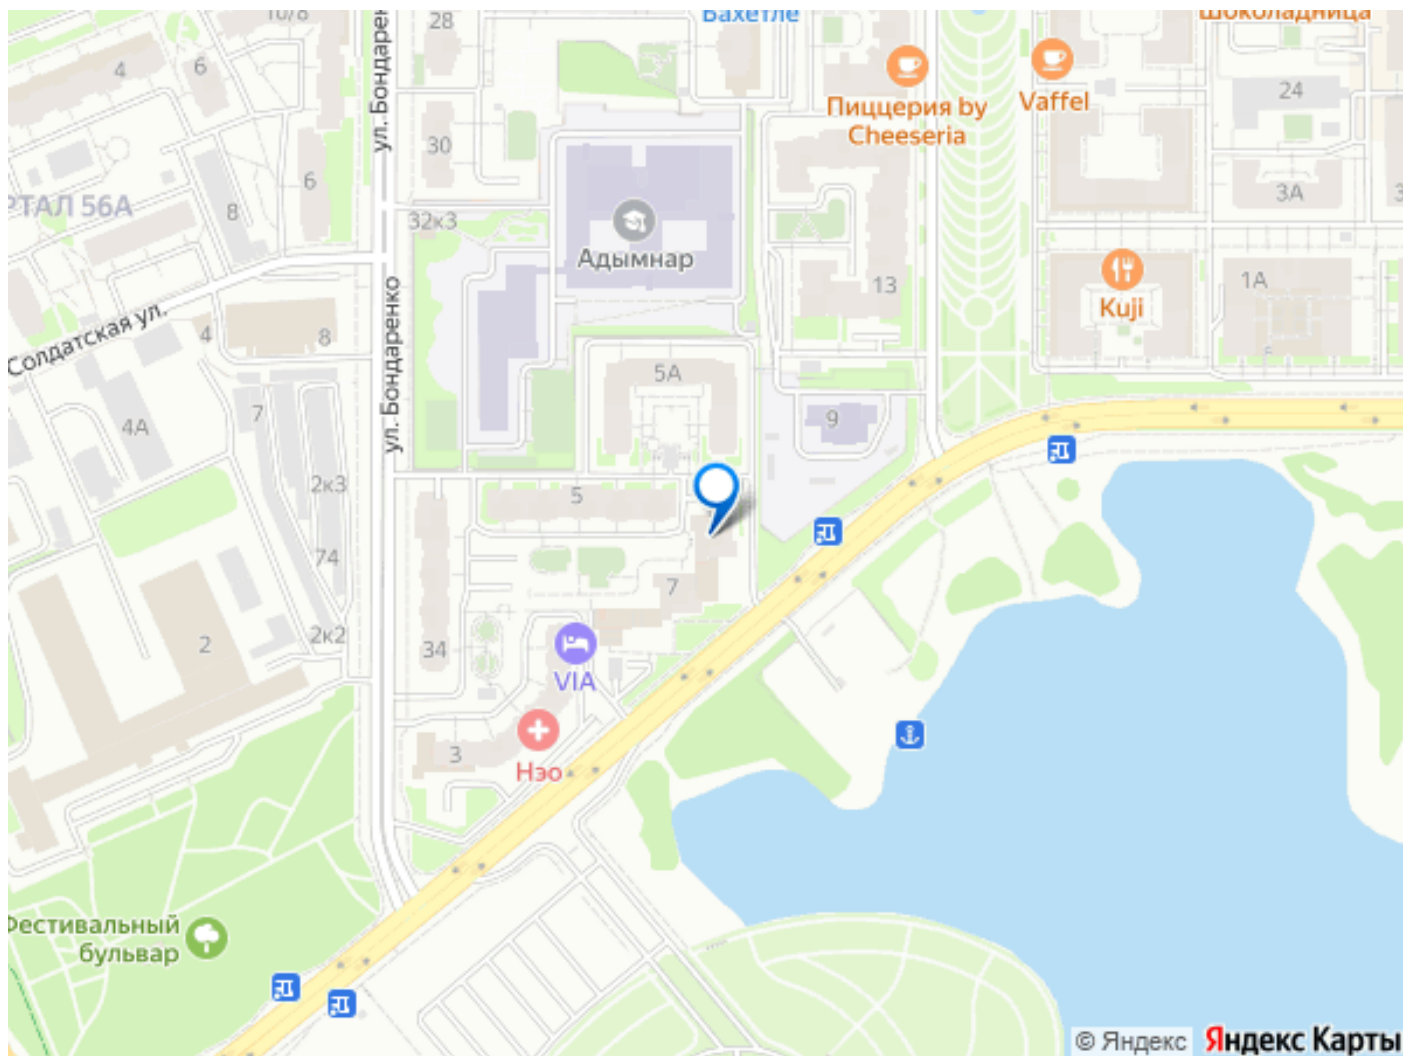 10/8
28
Бахетле
Шоколадница
4
6
ул. Бондаренко
Пиццерия by
Cheeseria
Vaffel
24
30
6
3А
РТАЛ 56А
8
32к3
Адымнар
13
Kuji
1А
Солдатская ул.
4
8
ул. Бондаренко
5А
7
4А
9
2к3
5
74
7
2
2к2
34
VIA
3
Нэо
Фестивальный
бульвар
© Яндекс Яндекс Карты